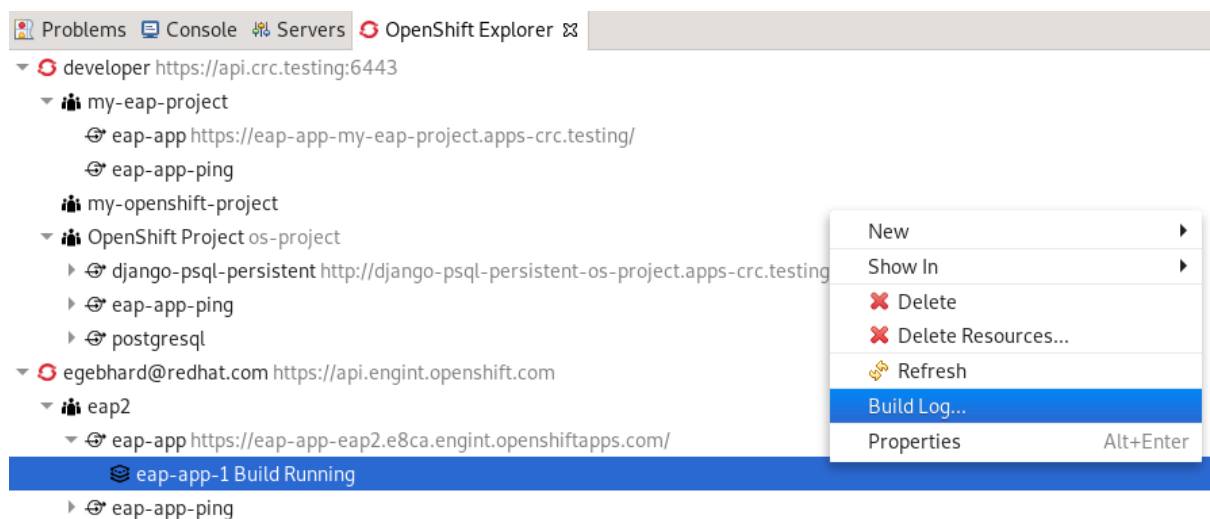 Problems Console Servers OpenShift Explorer
developer https://api.crc.testing:6443
my-eap-project
eap-app https://eap-app-my-eap-project.apps-crc.testing/
eap-app-ping
my-openshift-project
OpenShift Project os-project
django-psql-persistent http://django-psql-persistent-os-project.apps-crc.testing
eap-app-ping
postgresql
egebhard@redhat.com https://api.engint.openshift.com
eap2
eap-app https://eap-app-eap2.e8ca.engint.openshiftapps.com/
eap-app-1 Build Running
eap-app-ping
New
Show In
Delete
Delete Resources...
Refresh
Build Log...
Properties Alt+Enter